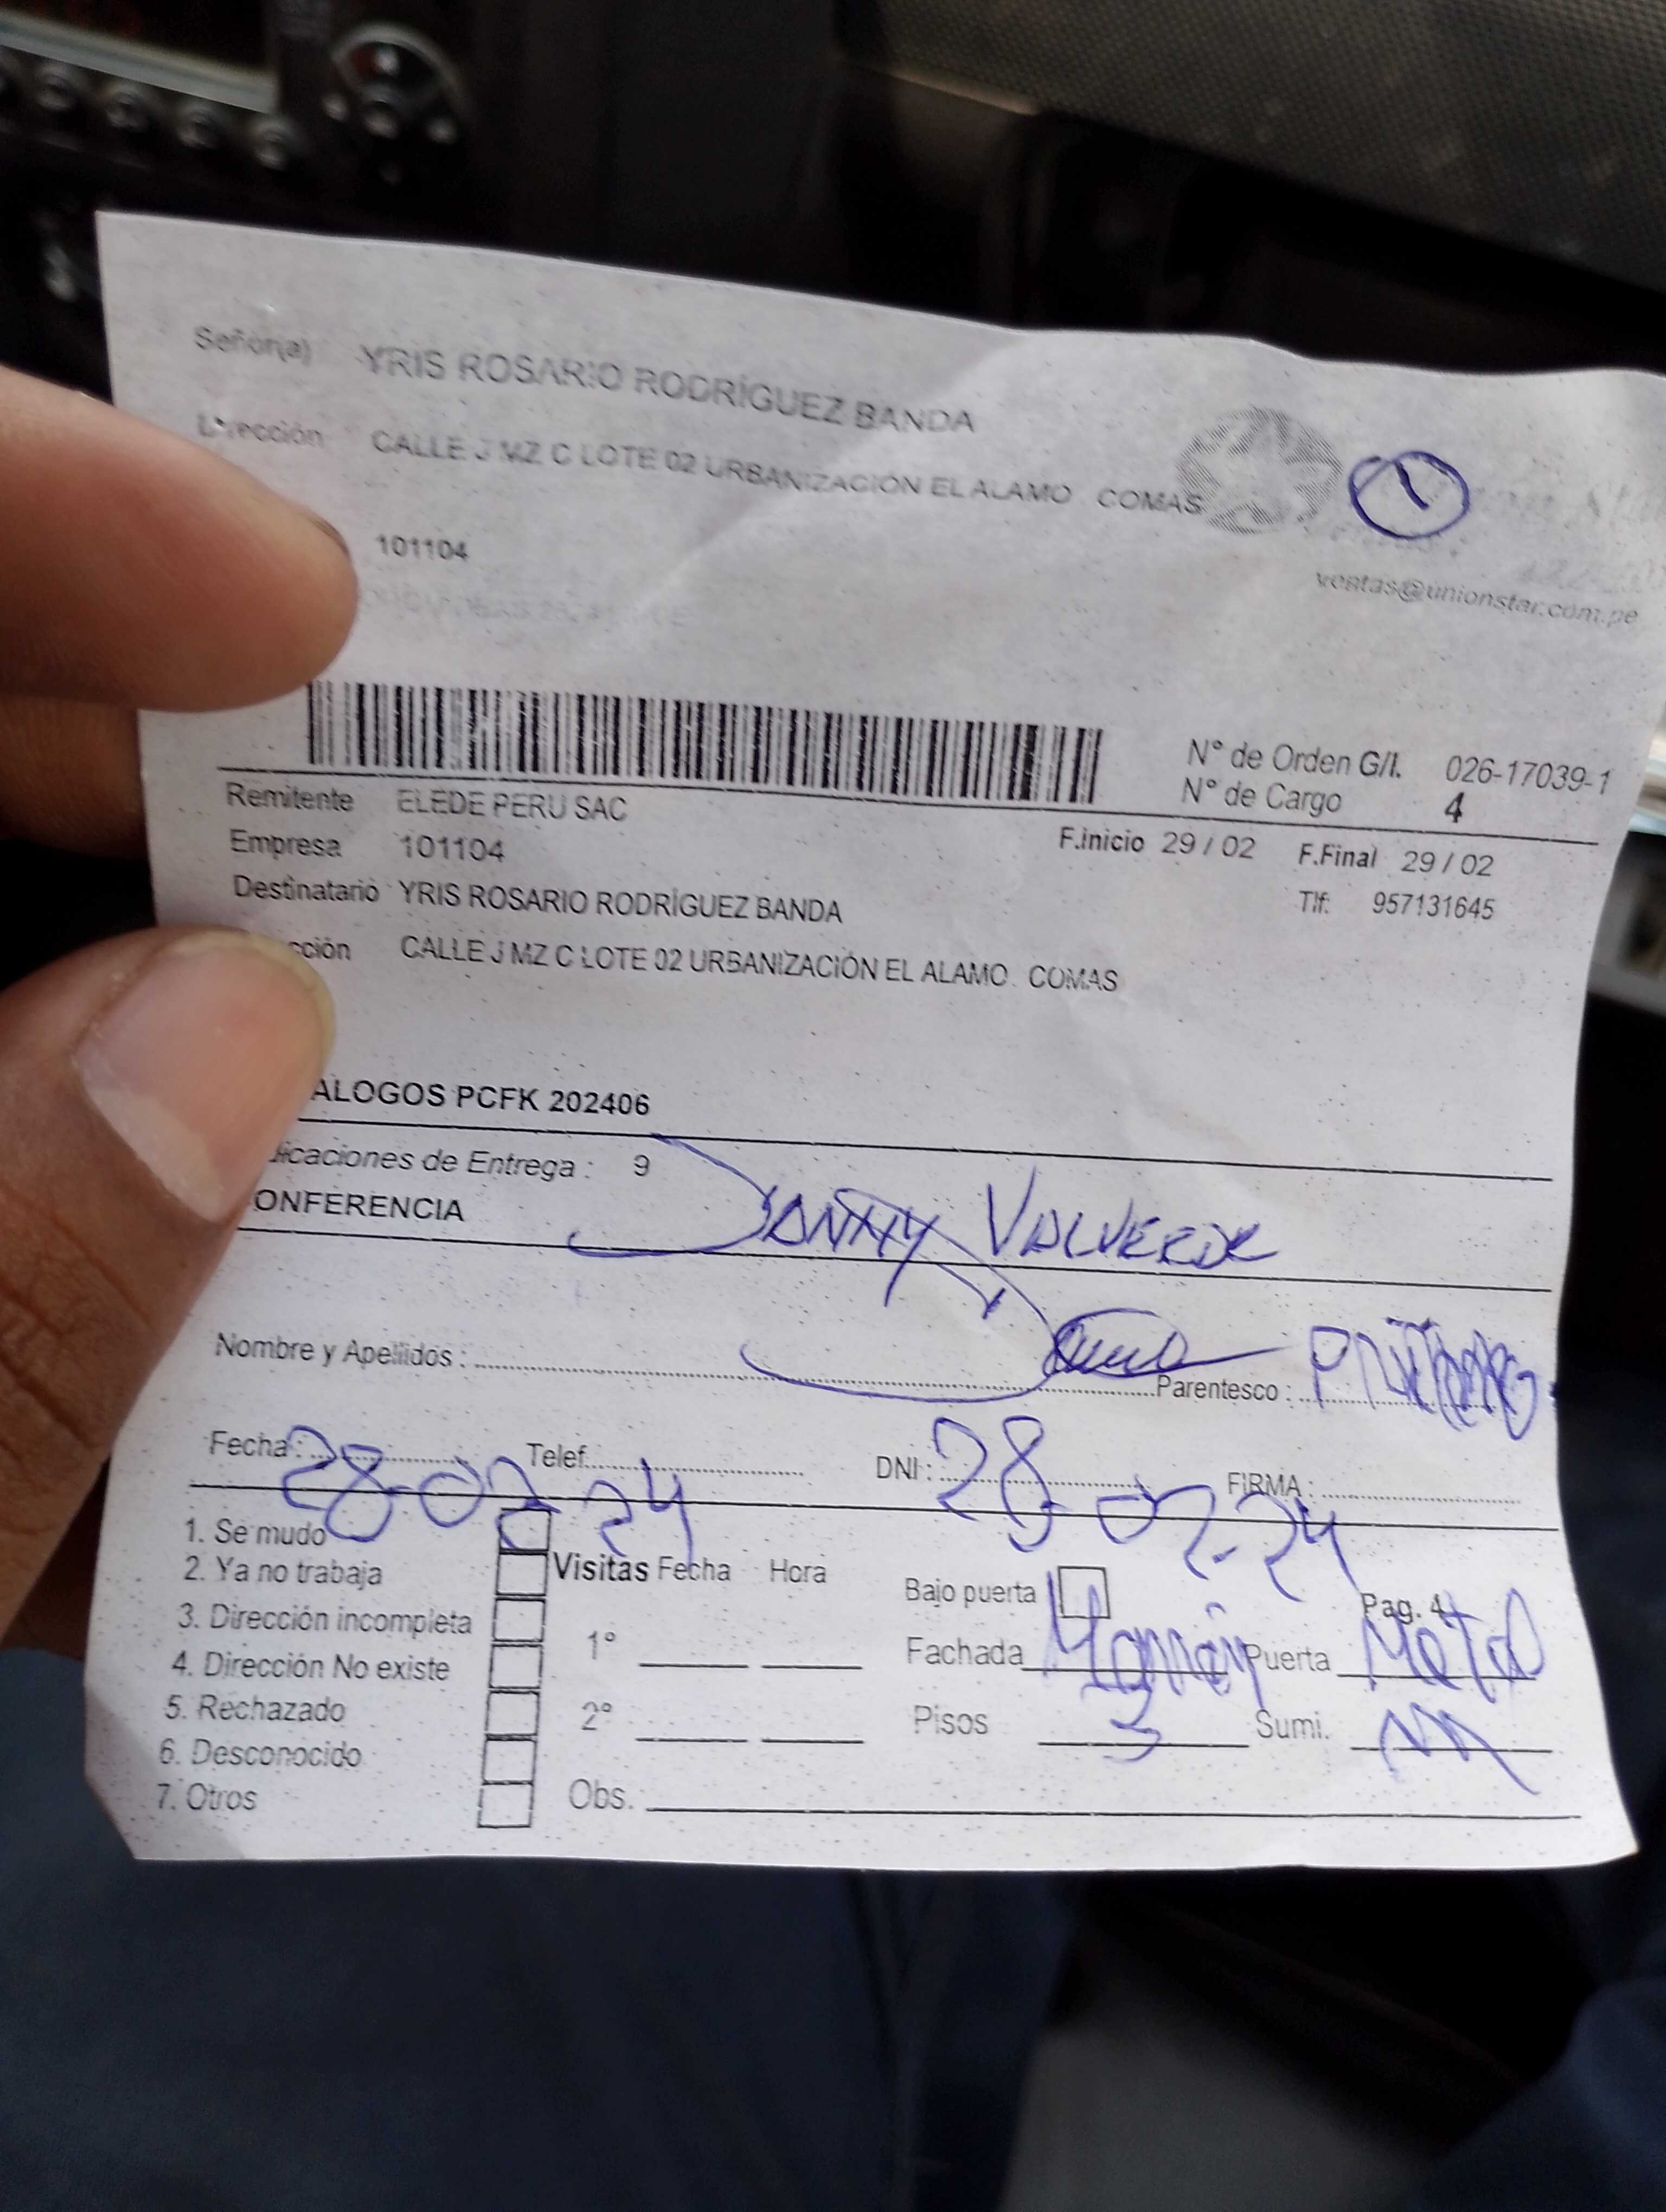 Señor(a) YRIS ROSARIO RODRÍGUEZ BANDA
Dirección CALLE J MZ C LOTE 02 URBANIZACIÓN EL ALAMO COMAS
1
101104
ventas@unionstar.com.pe
N° de Orden G/I. 026-17039-1
N° de Cargo 4
Remitente ELEDE PERU SAC
Empresa 101104
F.inicio 29 / 02 F.Final 29 / 02
Destinatario YRIS ROSARIO RODRÍGUEZ BANDA
Tlf: 957131645
cción CALLE J MZ C LOTE 02 URBANIZACIÓN EL ALAMO COMAS
ALOGOS PCFK 202406
dicaciones de Entrega : 9
ONFERENCIA
VALVERDE
Nombre y Apellidos :
Parentesco :
Fecha : 28-02-24 Telef. DNI : 28-02-24 FIRMA :
1. Se mudo
2. Ya no trabaja
3. Dirección incompleta
4. Dirección No existe
5. Rechazado
6. Desconocido
7. Otros
Visitas Fecha Hora
1°
2°
Obs.
Bajo puerta
Pag. 4
Fachada Puerta Metal
Pisos 3 Sumi.